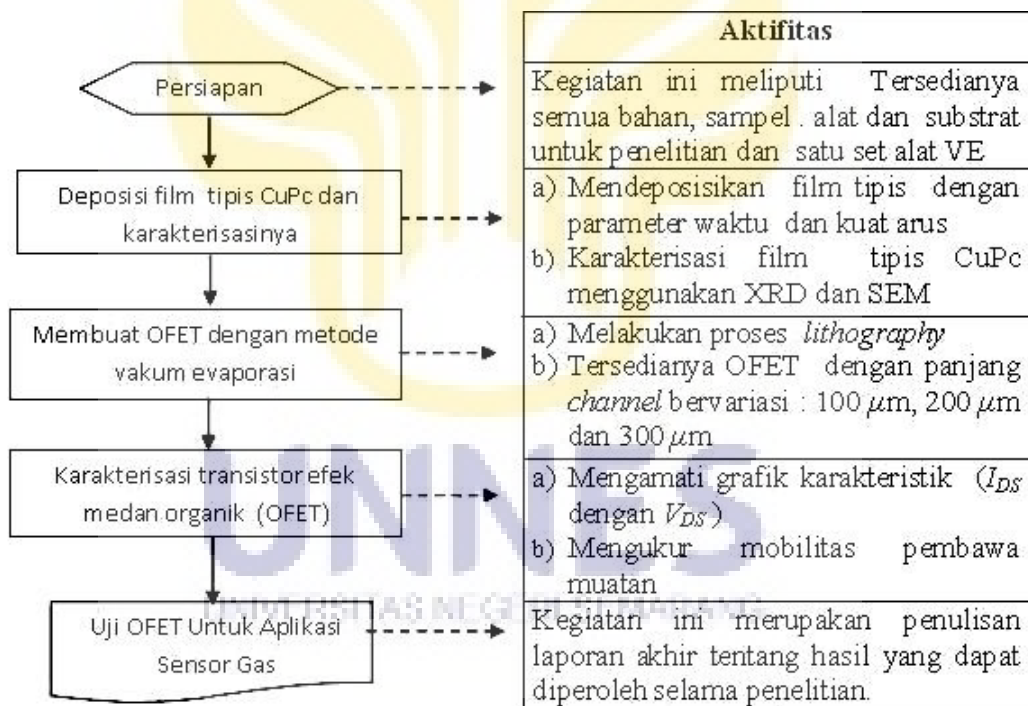 Aktifitas
Persiapan
Kegiatan ini meliputi Tersedianya
semua bahan, sampel . alat dan substrat
untuk penelitian dan satu set alat VE
Deposisi film tipis CuPc dan
karakterisasinya
a) Mendeposisikan film tipis dengan
parameter waktu dan kuat arus
b) Karakterisasi film tipis CuPc
menggunakan XRD dan SEM
Membuat OFET dengan metode
vakum evaporasi
a) Melakukan proses lithography
b) Tersedianya OFET dengan panjang
channel bervariasi : 100 μm, 200 μm
dan 300 μm
Karakterisasi transistor efek
medan organik (OFET)
a) Mengamati grafik karakteristik (IDS
dengan VDS)
b) Mengukur mobilitas pembawa
muatan
Uji OFET Untuk Aplikasi
Sensor Gas
Kegiatan ini merupakan penulisan
laporan akhir tentang hasil yang dapat
diperoleh selama penelitian.
UNNES
UNIVERSITAS NEGERI SEMARANG